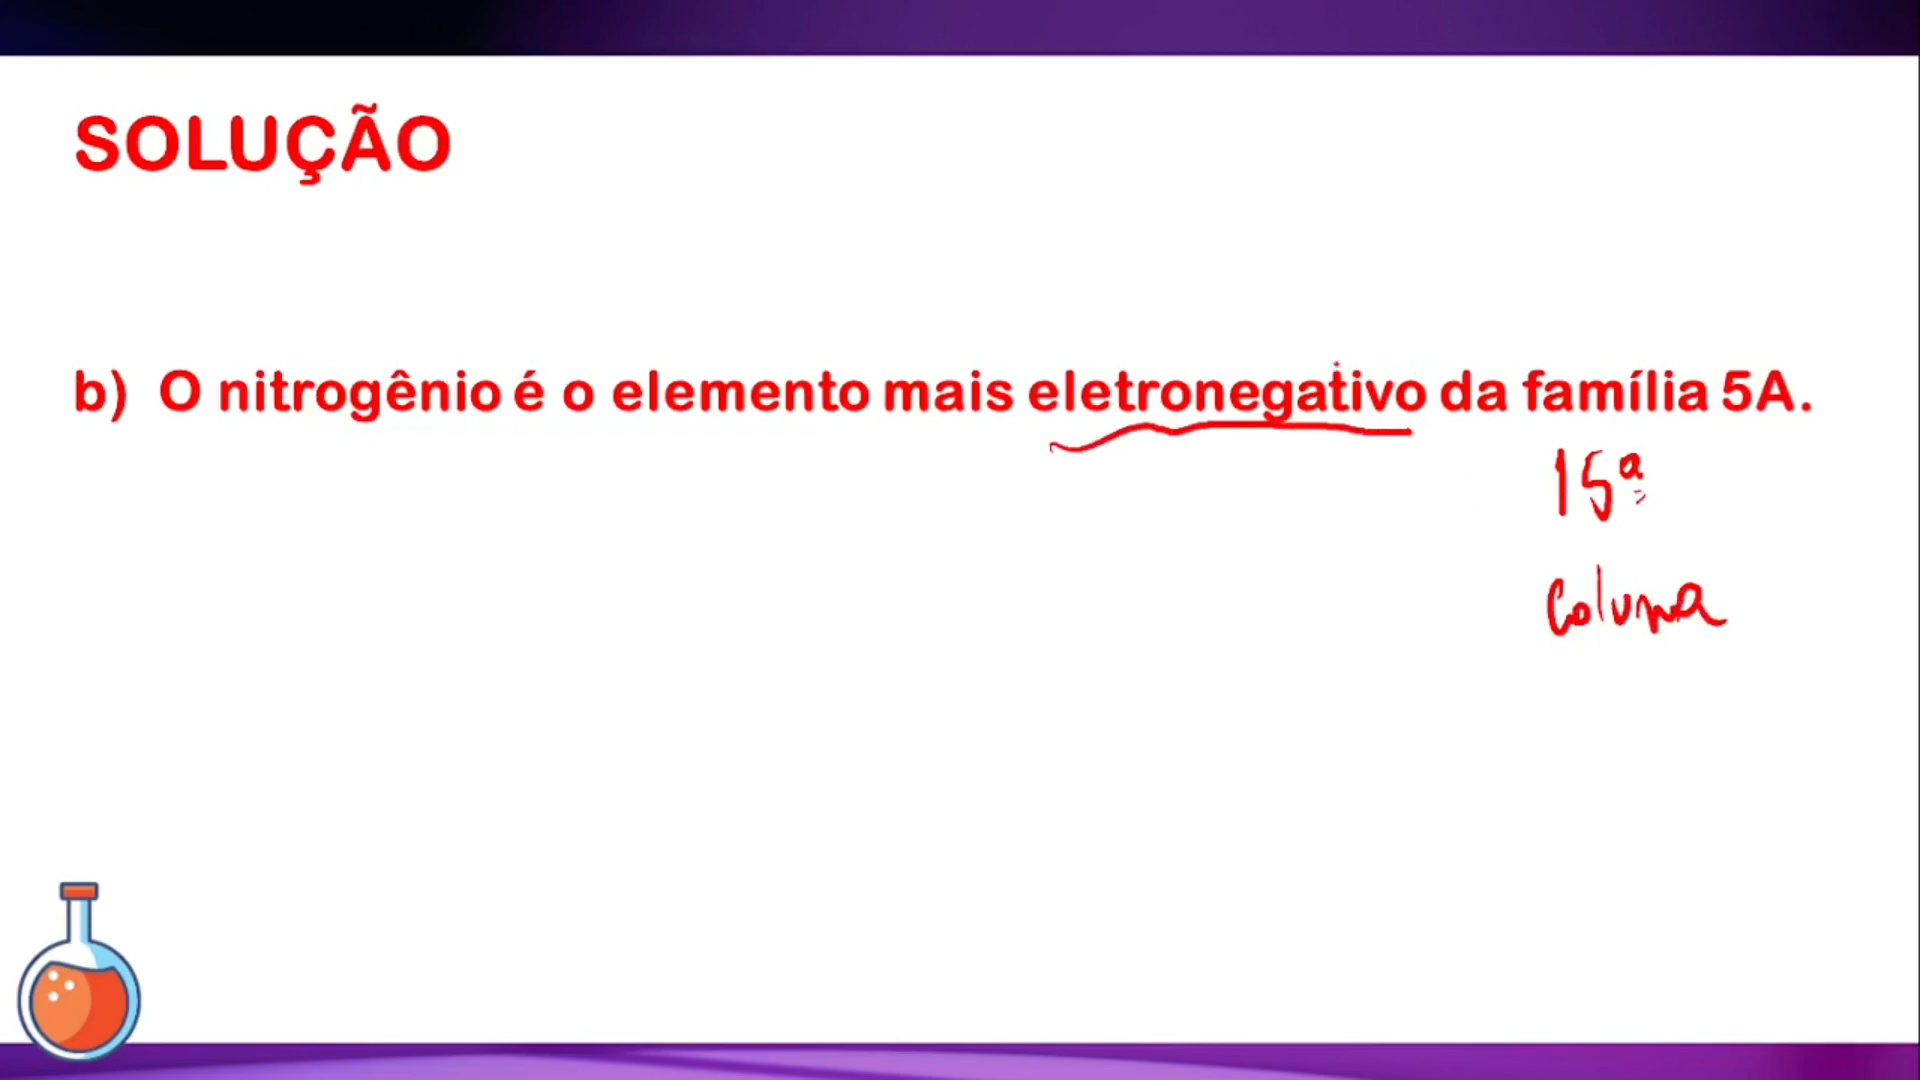 SOLUÇÃO
b) O nitrogênio é o elemento mais eletronegativo da família 5A.
15ª
coluna